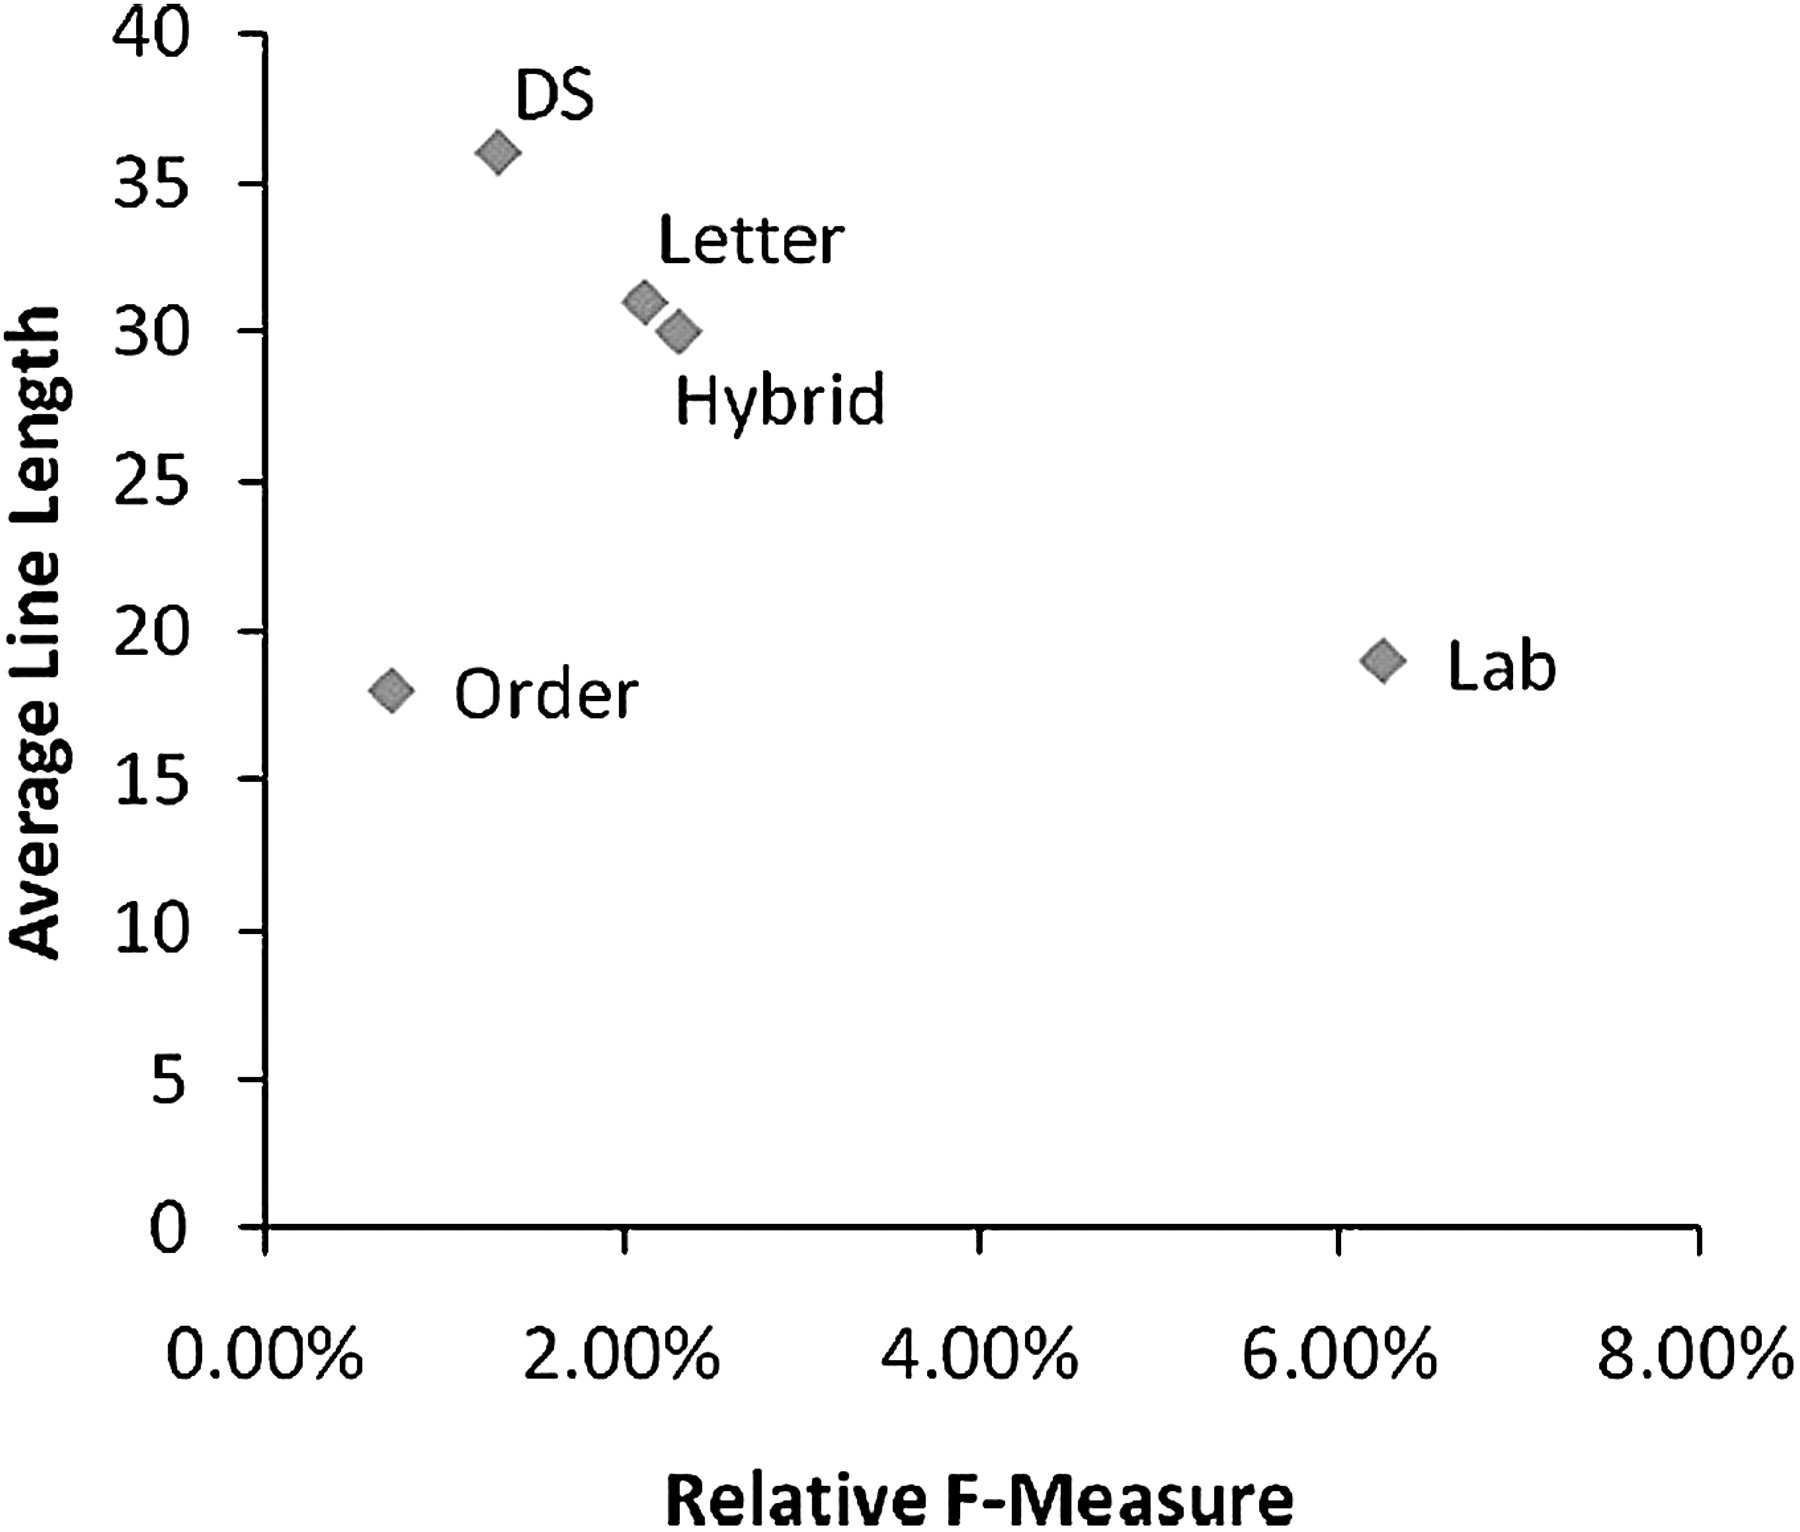 40
DS
35
Letter
30
Hybrid
25
20
Lab
Order
15
10
5
0
0.00% 2.00% 4.00% 6.00% 8.00%
Average Line Length
Relative F-Measure